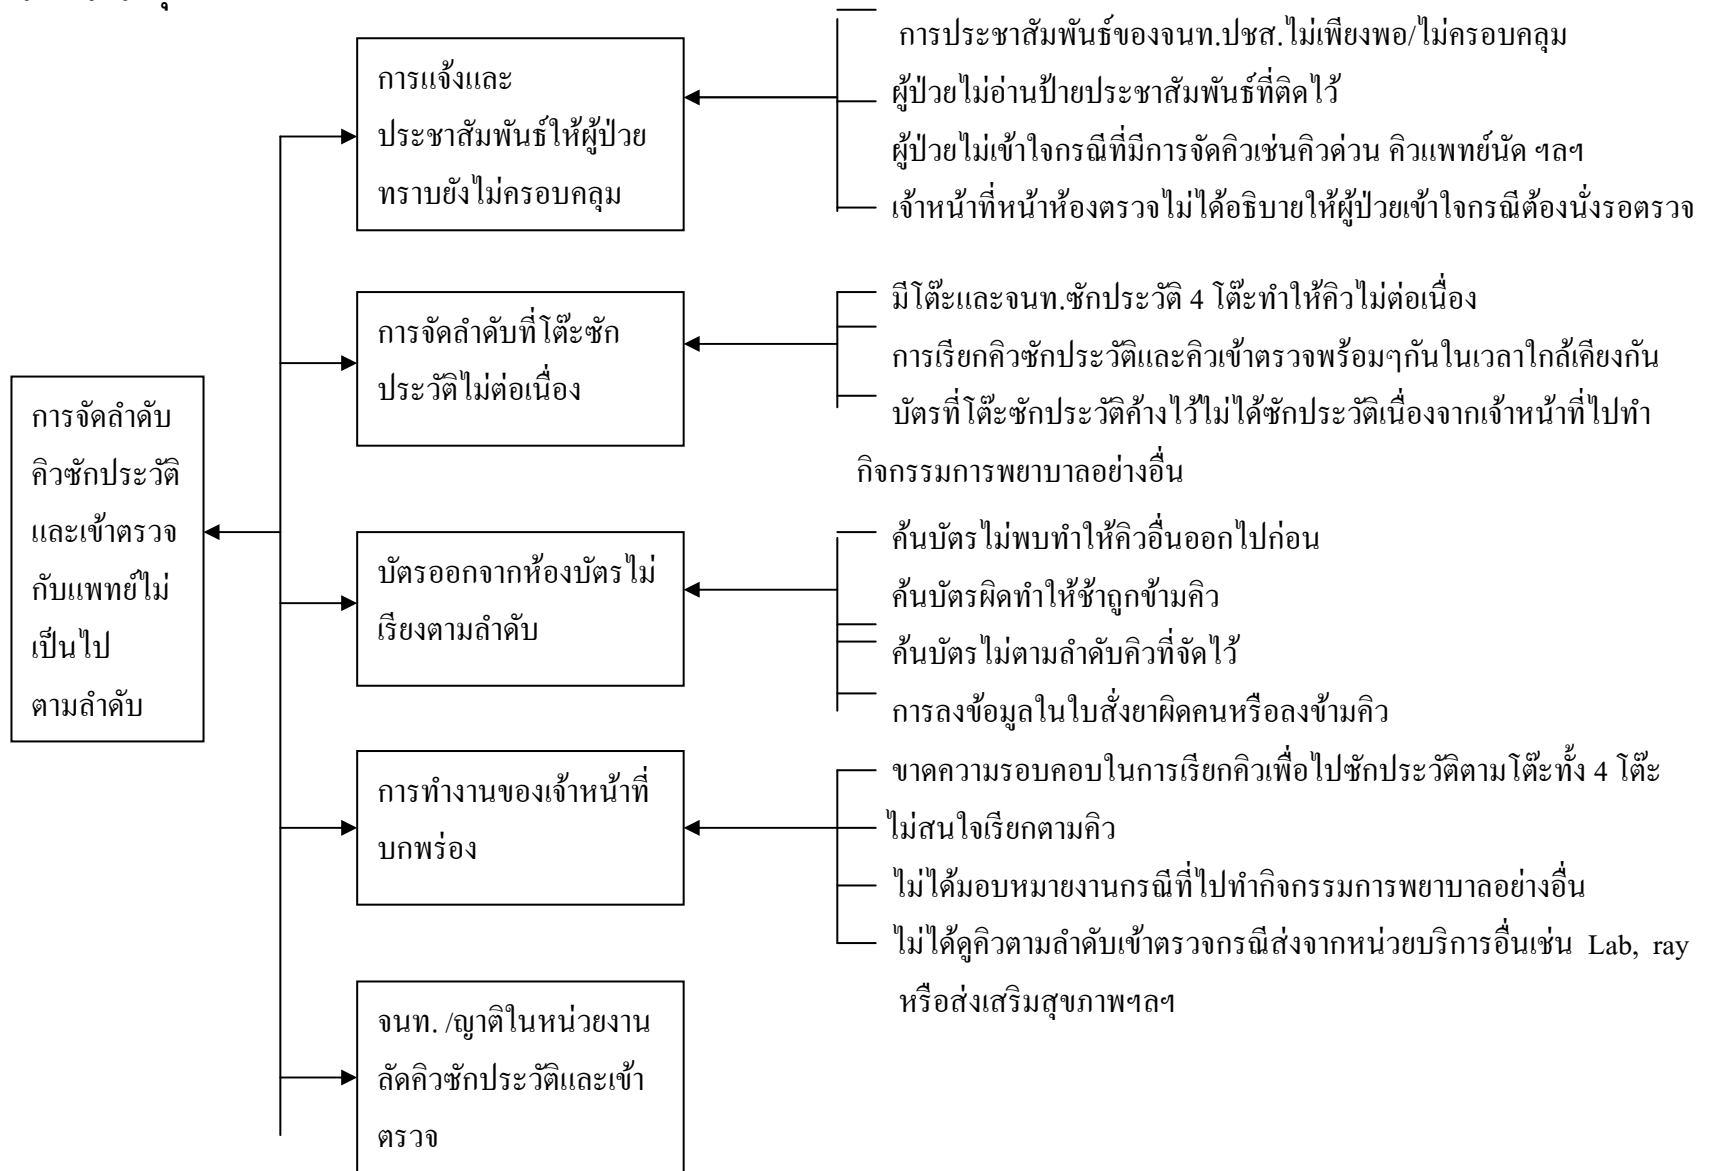 การจัดลำดับ
คิวซักประวัติ
และเข้าตรวจ
กับแพทย์ไม่
เป็นไป
ตามลำดับ
การแจ้งและ
ประชาสัมพันธ์ให้ผู้ป่วย
ทราบยังไม่ครอบคลุม
การประชาสัมพันธ์ของจนท.ปชส.ไม่เพียงพอ/ไม่ครอบคลุม
ผู้ป่วยไม่อ่านป้ายประชาสัมพันธ์ที่ติดไว้
ผู้ป่วยไม่เข้าใจกรณีที่มีการจัดคิวเช่นคิวด่วน คิวแพทย์นัด ฯลฯ
เจ้าหน้าที่หน้าห้องตรวจไม่ได้อธิบายให้ผู้ป่วยเข้าใจกรณีต้องนั่งรอตรวจ
การจัดลำดับที่โต๊ะซัก
ประวัติไม่ต่อเนื่อง
มีโต๊ะและจนท.ซักประวัติ 4 โต๊ะทำให้คิวไม่ต่อเนื่อง
การเรียกคิวซักประวัติและคิวเข้าตรวจพร้อมๆกันในเวลาใกล้เคียงกัน
บัตรที่โต๊ะซักประวัติค้างไว้ไม่ได้ซักประวัติเนื่องจากเจ้าหน้าที่ไปทำ
กิจกรรมการพยาบาลอย่างอื่น
บัตรออกจากห้องบัตรไม่
เรียงตามลำดับ
ค้นบัตรไม่พบทำให้คิวอื่นออกไปก่อน
ค้นบัตรผิดทำให้ช้าถูกข้ามคิว
ค้นบัตรไม่ตามลำดับคิวที่จัดไว้
การลงข้อมูลในใบสั่งยาผิดคนหรือลงข้ามคิว
การทำงานของเจ้าหน้าที่
บกพร่อง
ขาดความรอบคอบในการเรียกคิวเพื่อไปซักประวัติตามโต๊ะทั้ง 4 โต๊ะ
ไม่สนใจเรียกตามคิว
ไม่ได้มอบหมายงานกรณีที่ไปทำกิจกรรมการพยาบาลอย่างอื่น
ไม่ได้ดูคิวตามลำดับเข้าตรวจกรณีส่งจากหน่วยบริการอื่นเช่น Lab, ray
หรือส่งเสริมสุขภาพฯลฯ
จนท. /ญาติในหน่วยงาน
ลัดคิวซักประวัติและเข้า
ตรวจ